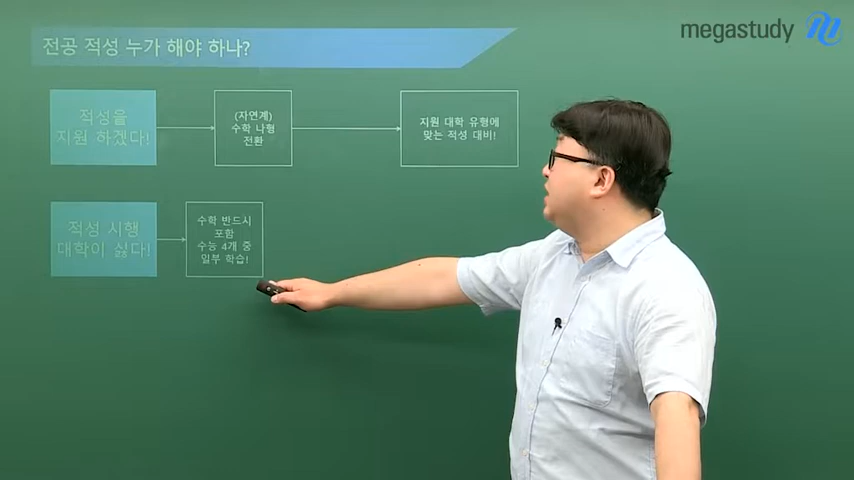 전공 적성 누가 해야 하나?
megastudy
적성을
지원 하겠다!
(자연계)
수학 나형
전환
지원 대학 유형에
맞는 적성 대비!
적성 시행
대학이 싫다!
수학 반드시
포함
수능 4개 중
일부 학습!